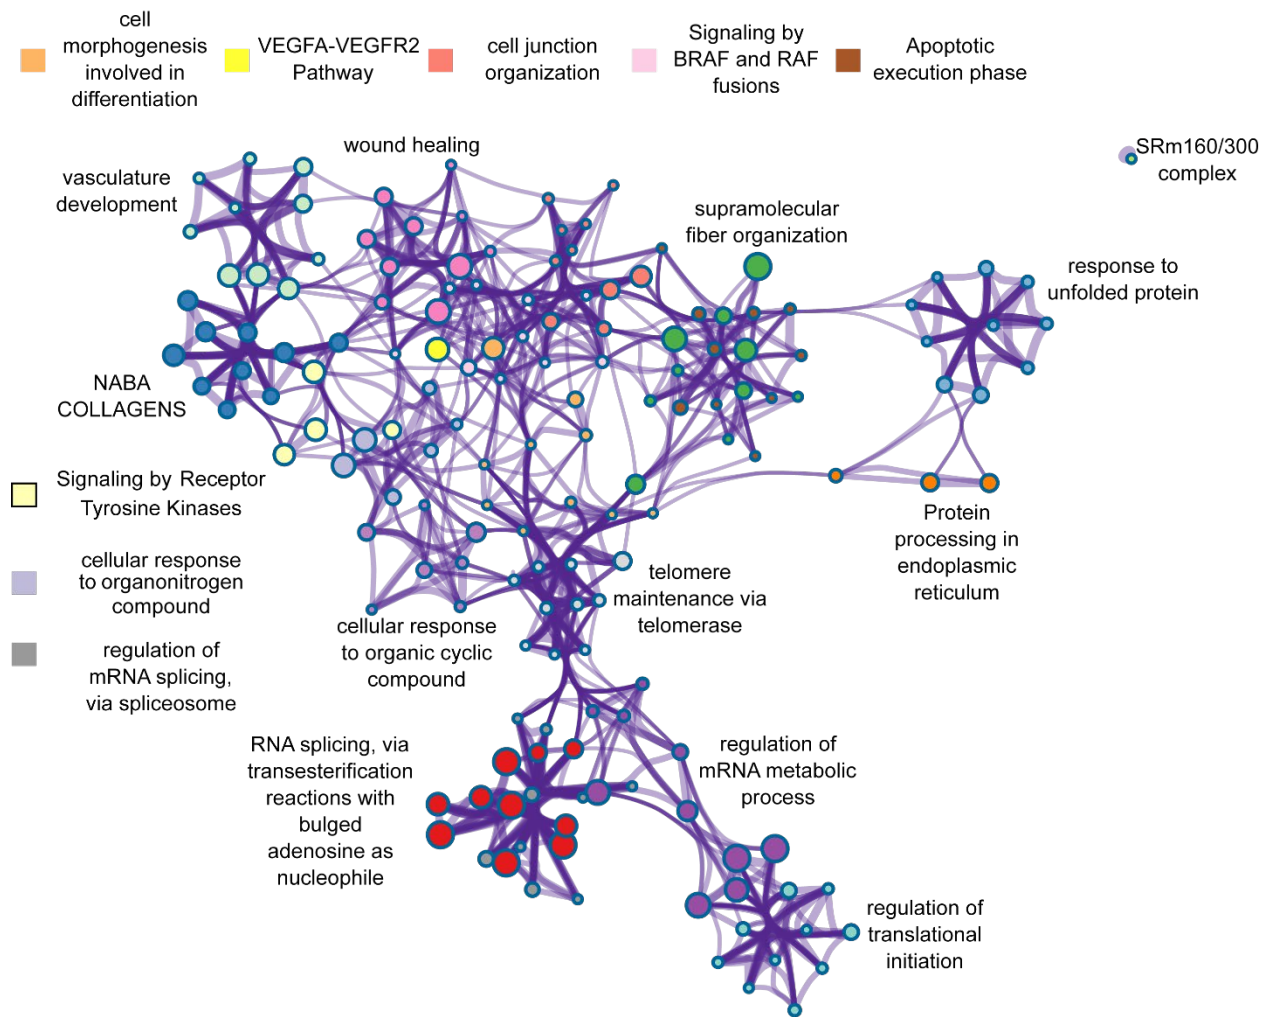 cell
morphogenesis
involved in
differentiation
VEGFA-VEGFR2
Pathway
cell junction
organization
Signaling by
BRAF and RAF
fusions
Apoptotic
execution phase
wound healing
SRm160/300
complex
vasculature
development
supramolecular
fiber organization
response to
unfolded protein
NABA
COLLAGENS
Signaling by Receptor
Tyrosine Kinases
Protein
processing in
endoplasmic
reticulum
cellular response
to organonitrogen
compound
telomere
maintenance via
telomerase
cellular response
to organic cyclic
compound
regulation of
mRNA splicing,
via spliceosome
RNA splicing, via
transesterification
reactions with
bulged
adenosine as
nucleophile
regulation of
mRNA metabolic
process
regulation of
translational
initiation